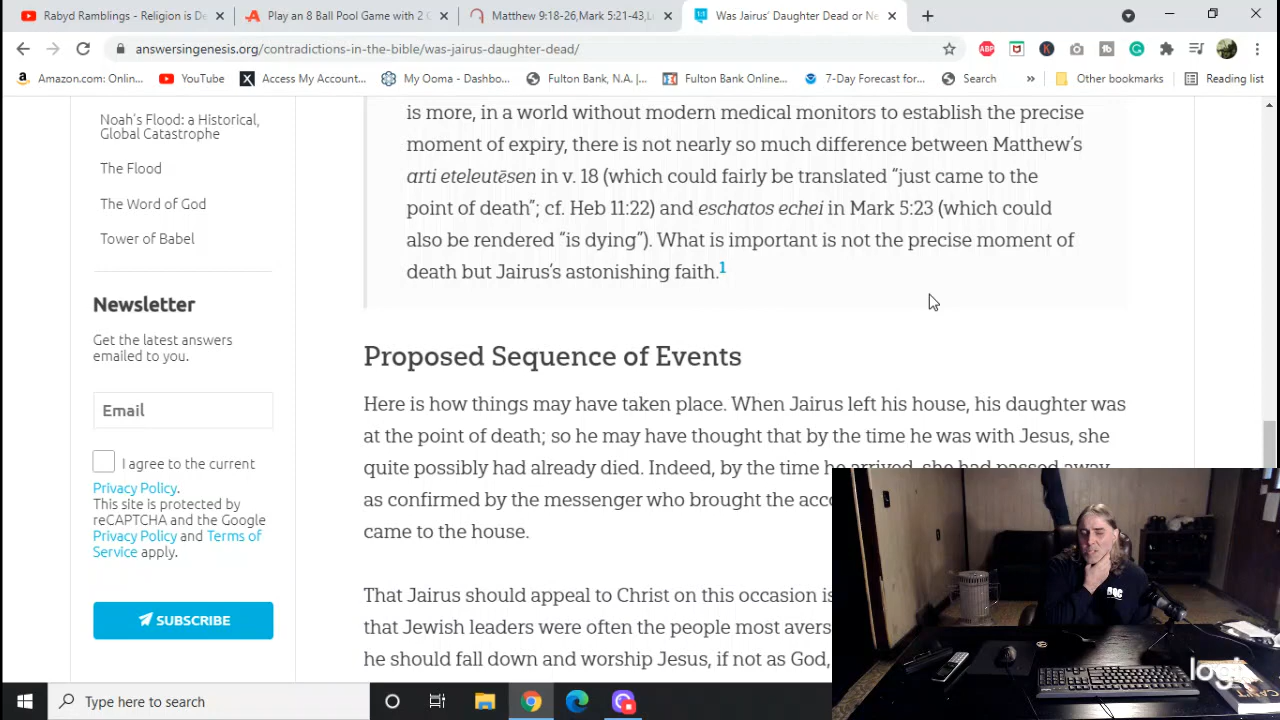 Rabyd Ramblings - Religion is De
Play an 8 Ball Pool Game with 2
Matthew 9:18-26,Mark 5:21-43,L
Was Jairus' Daughter Dead or Ne
answersingenesis.org/contradictions-in-the-bible/was-jairus-daughter-dead/
ABP
Amazon.com: Onlin...
YouTube
Access My Account...
My Ooma - Dashbo...
Fulton Bank, N.A. |...
Fulton Bank Online...
7-Day Forecast for...
Search
»
Other bookmarks
Reading list
Noah's Flood: a Historical,
Global Catastrophe
The Flood
The Word of God
Tower of Babel
Newsletter
Get the latest answers
emailed to you.
Email
I agree to the current
Privacy Policy.
This site is protected by
reCAPTCHA and the Google
Privacy Policy and Terms of
Service apply.
SUBSCRIBE
is more, in a world without modern medical monitors to establish the precise
moment of expiry, there is not nearly so much difference between Matthew's
arti eteleutēsen in v. 18 (which could fairly be translated "just came to the
point of death"; cf. Heb 11:22) and eschatos echei in Mark 5:23 (which could
also be rendered "is dying"). What is important is not the precise moment of
death but Jairus's astonishing faith.1
Proposed Sequence of Events
Here is how things may have taken place. When Jairus left his house, his daughter was
at the point of death; so he may have thought that by the time he was with Jesus, she
quite possibly had already died. Indeed, by the time he arrived, she had passed away,
as confirmed by the messenger who brought the acco
came to the house.
That Jairus should appeal to Christ on this occasion is
that Jewish leaders were often the people most avers
he should fall down and worship Jesus, if not as God,
logi
Type here to search